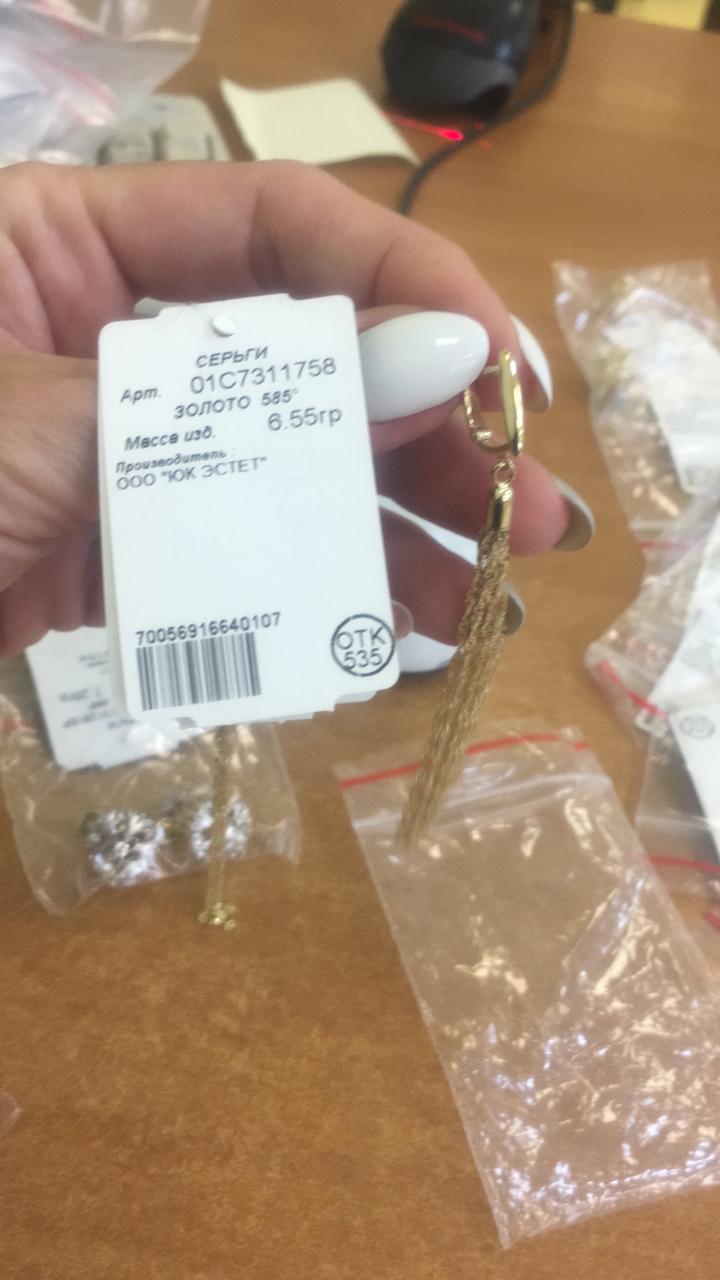 СЕРЬГИ
Арт. 01С7311758
ЗОЛОТО 585°
Масса изд. 6.55гр
Производитель :
ООО "ЮК ЭСТЕТ"
70056916640107
ОТК
535